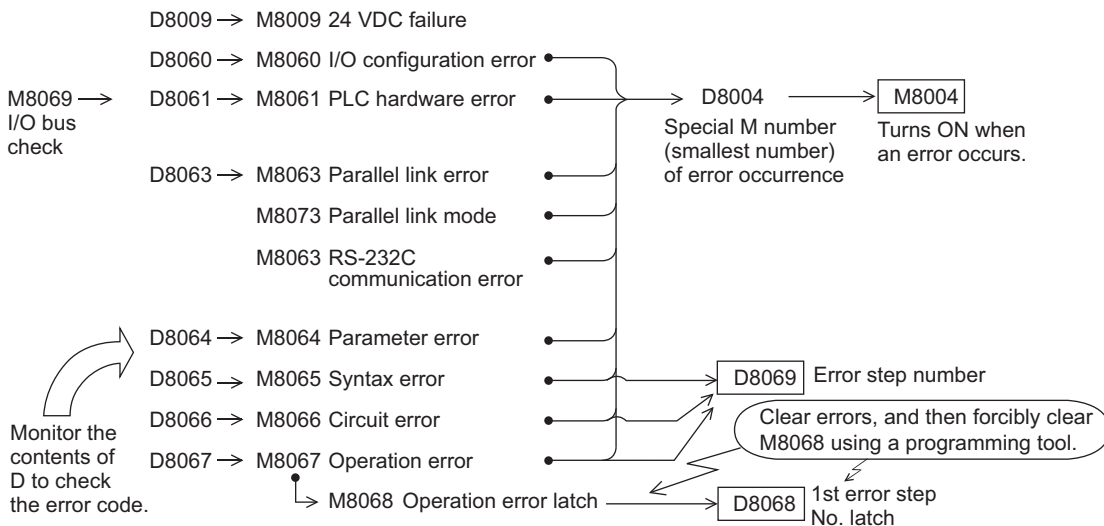 D8009 → M8009 24 VDC failure
D8060 → M8060 I/O configuration error
M8069 → D8061 → M8061 PLC hardware error → D8004 → M8004
I/O bus
check
Special M number
(smallest number)
of error occurrence
Turns ON when
an error occurs.
D8063 → M8063 Parallel link error
M8073 Parallel link mode
M8063 RS-232C
communication error
D8064 → M8064 Parameter error
D8065 → M8065 Syntax error → D8069 Error step number
D8066 → M8066 Circuit error
Clear errors, and then forcibly clear
M8068 using a programming tool.
Monitor the
contents of
D to check
the error code.
D8067 → M8067 Operation error
M8068 Operation error latch → D8068 1st error step
No. latch